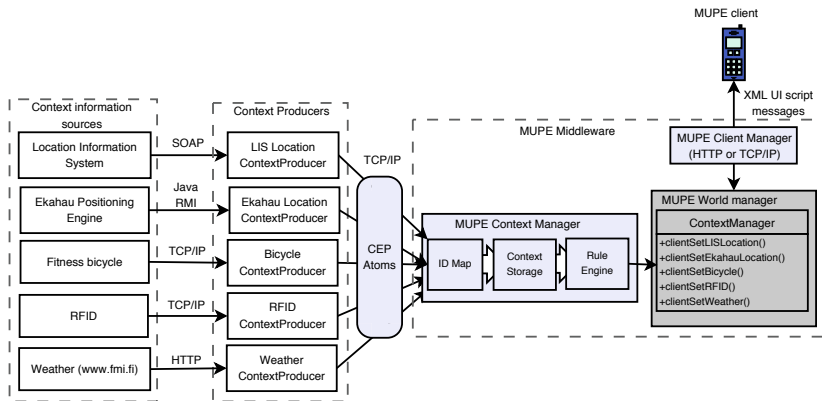 MUPE client
XML UI script
messages
Context information
sources
Context Producers
MUPE Middleware
Location Information
System
SOAP
LIS Location
ContextProducer
TCP/IP
MUPE Client Manager
(HTTP or TCP/IP)
Ekahau Positioning
Engine
Java
RMI
Ekahau Location
ContextProducer
CEP
Atoms
MUPE Context Manager
ID Map
Context
Storage
Rule
Engine
MUPE World manager
ContextManager
+clientSetLISLocation()
+clientSetEkahauLocation()
+clientSetBicycle()
+clientSetRFID()
+clientSetWeather()
Fitness bicycle
TCP/IP
Bicycle
ContextProducer
RFID
TCP/IP
RFID
ContextProducer
Weather (www.fmi.fi)
HTTP
Weather
ContextProducer